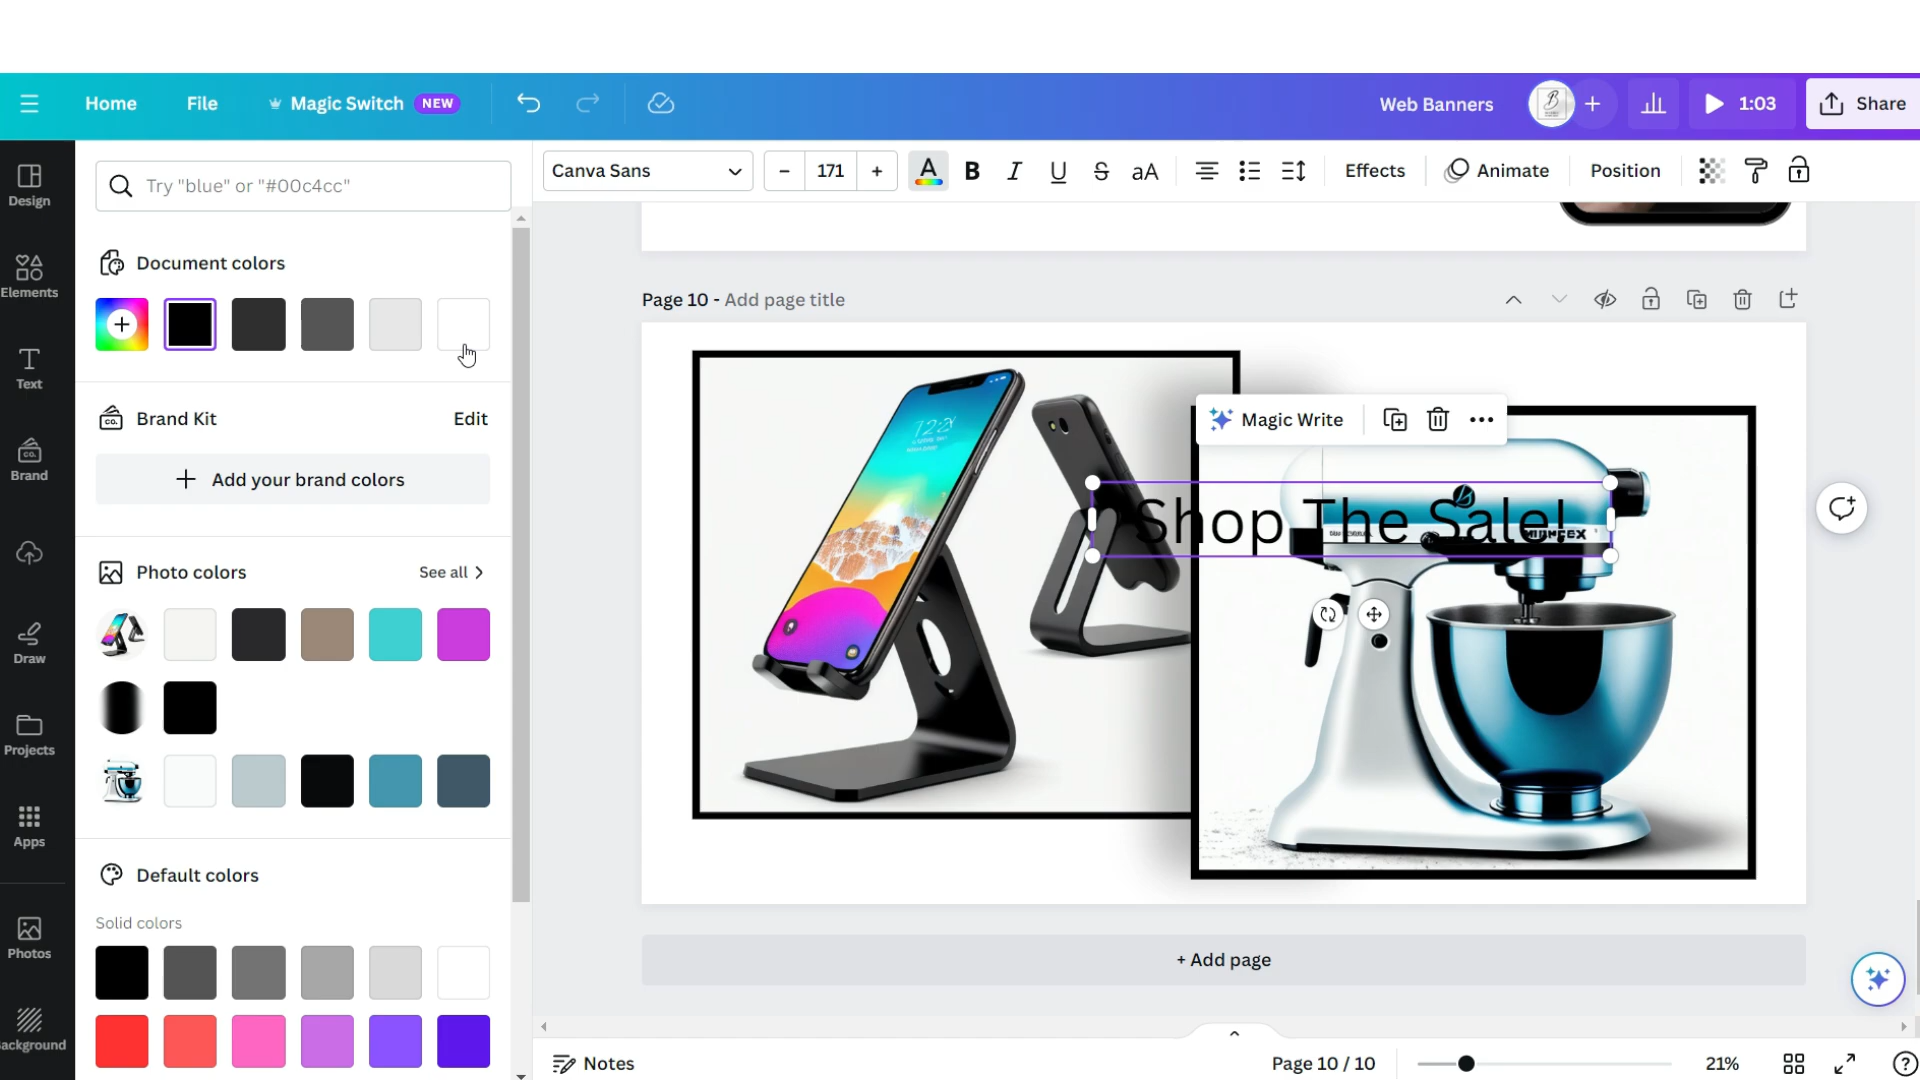 Home File Magic Switch NEW Web Banners 1:03 Share
Canva Sans 171 A B I U S aA Effects Animate Position
Try "blue" or "#00c4cc"
Design
Elements
Text
Brand
Draw
Projects
Apps
Photos
ackground
Document colors
Brand Kit Edit
Add your brand colors
Photo colors See all
Default colors
Solid colors
Page 10 - Add page title
12:22
Magic Write
Shop The Sale!
+ Add page
Notes Page 10 / 10 21%